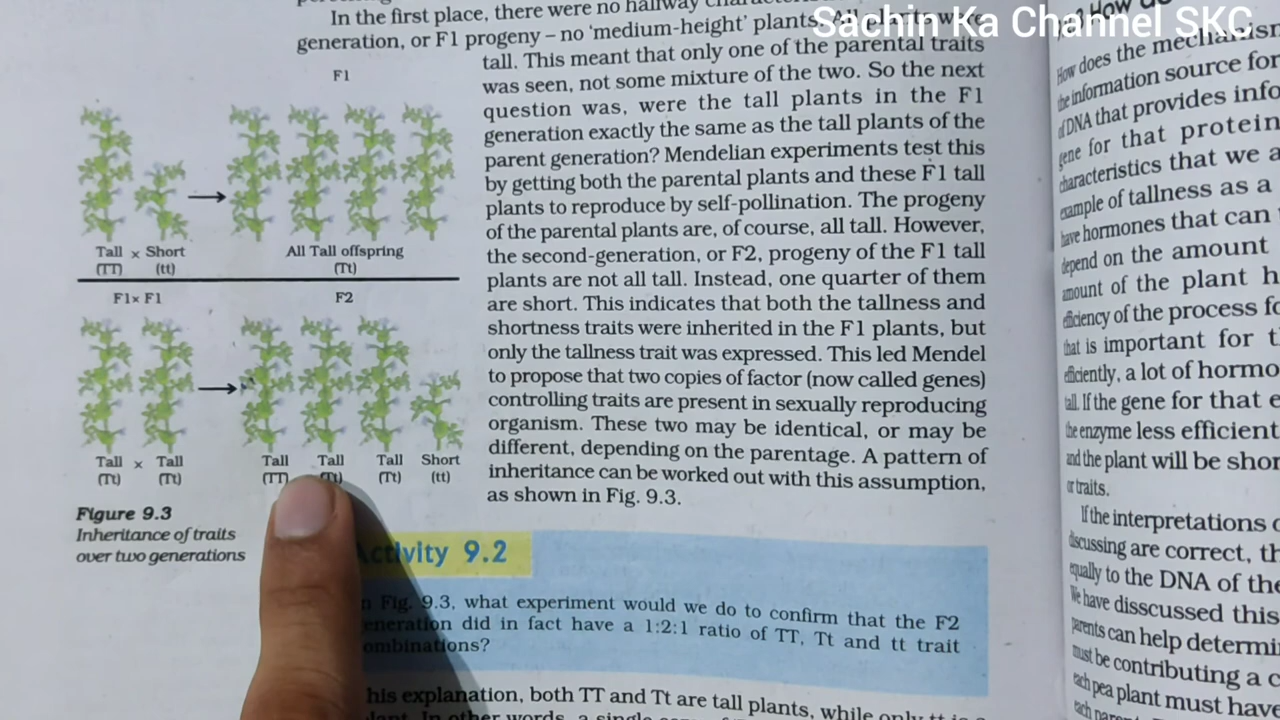 In the first place, there were no halfway
generation, or F1 progeny – no ‘medium-height’ plants. All plants were
Sachin Ka Channel SKC
F1
Tall × Short
(TT) (tt)
All Tall offspring
(Tt)
F1× F1
F2
Tall × Tall
(Tt) (Tt)
Tall Tall Tall Short
(TT) (Tt) (Tt) (tt)
Figure 9.3
Inheritance of traits
over two generations
tall. This meant that only one of the parental traits
was seen, not some mixture of the two. So the next
question was, were the tall plants in the F1
generation exactly the same as the tall plants of the
parent generation? Mendelian experiments test this
by getting both the parental plants and these F1 tall
plants to reproduce by self-pollination. The progeny
of the parental plants are, of course, all tall. However,
the second-generation, or F2, progeny of the F1 tall
plants are not all tall. Instead, one quarter of them
are short. This indicates that both the tallness and
shortness traits were inherited in the F1 plants, but
only the tallness trait was expressed. This led Mendel
to propose that two copies of factor (now called genes)
controlling traits are present in sexually reproducing
organism. These two may be identical, or may be
different, depending on the parentage. A pattern of
inheritance can be worked out with this assumption,
as shown in Fig. 9.3.
Activity 9.2
Fig. 9.3, what experiment would we do to confirm that the F2
eneration did in fact have a 1:2:1 ratio of TT, Tt and tt trait
ombinations?
his explanation, both TT and Tt are tall plants, while only tt is a
In other words, a single
How
How does the mechanism
the information source for
of DNA that provides info
gene for that protein
characteristics that we a
example of tallness as a
have hormones that can
depend on the amount
amount of the plant h
efficiency of the process fo
that is important for t
efficiently, a lot of hormo
tall. If the gene for that e
the enzyme less efficient
and the plant will be shor
or traits.
If the interpretations
discussing are correct, th
equally to the DNA of the
We have disscussed this
parents can help determi
must be contributing a c
each pea plant must have
each